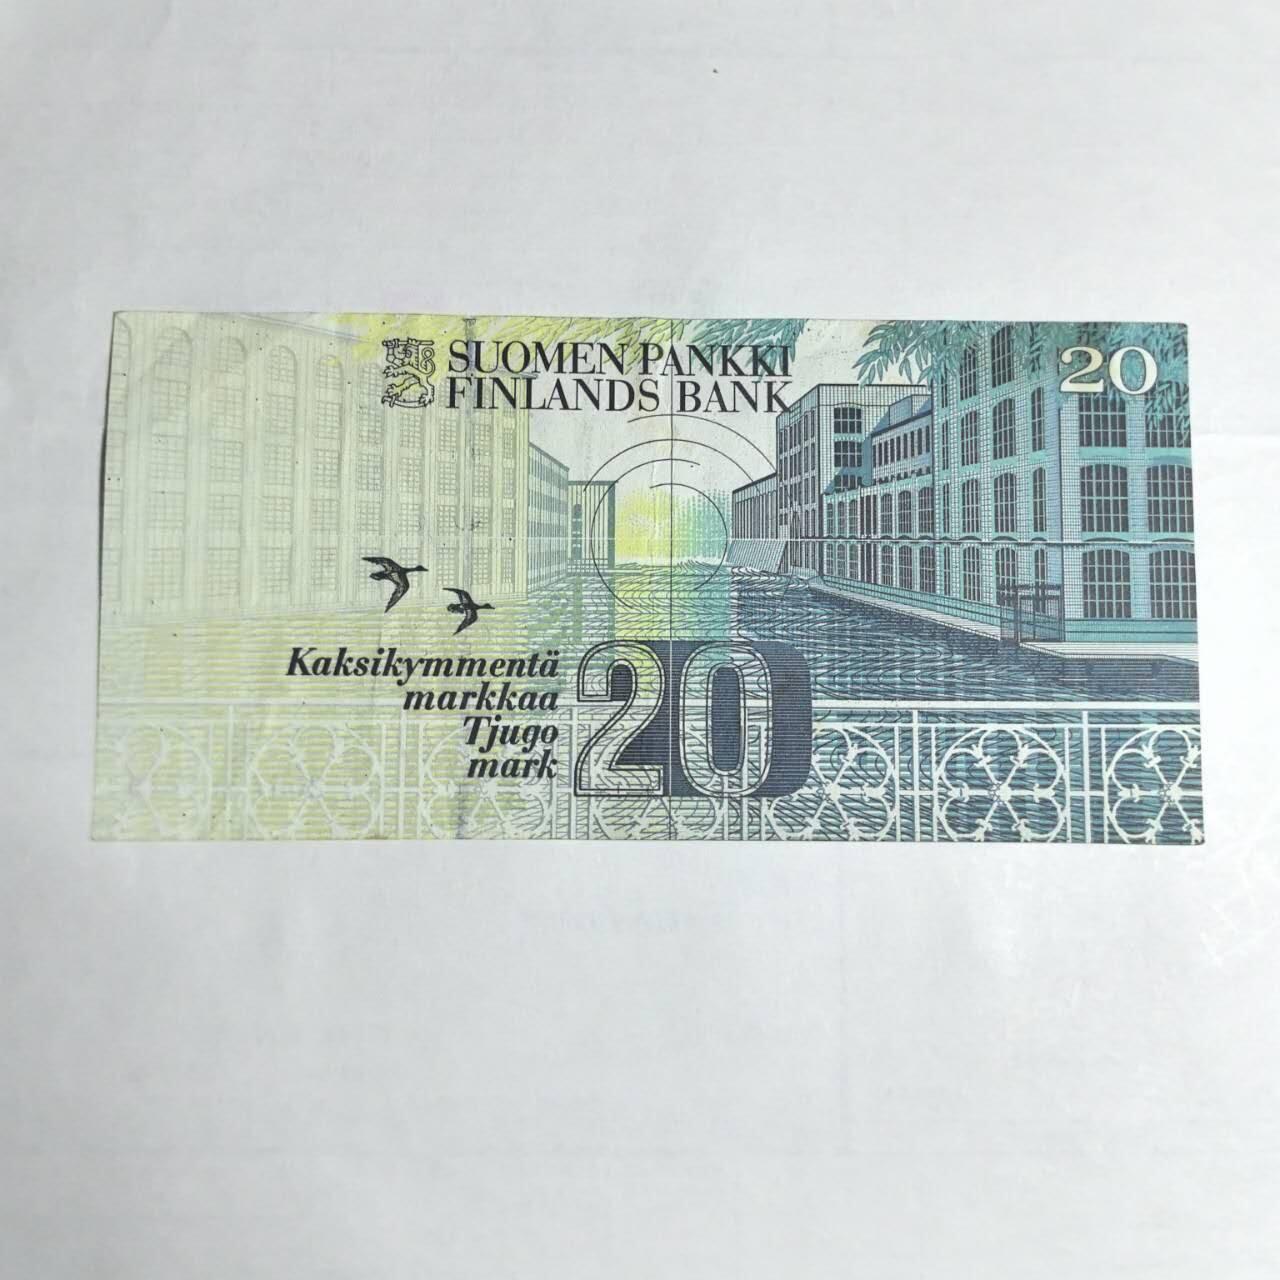 SUOMEN PANKKI
FINLANDS BANK
20
Kaksikymmentä
markkaa
Tjugo
mark
20